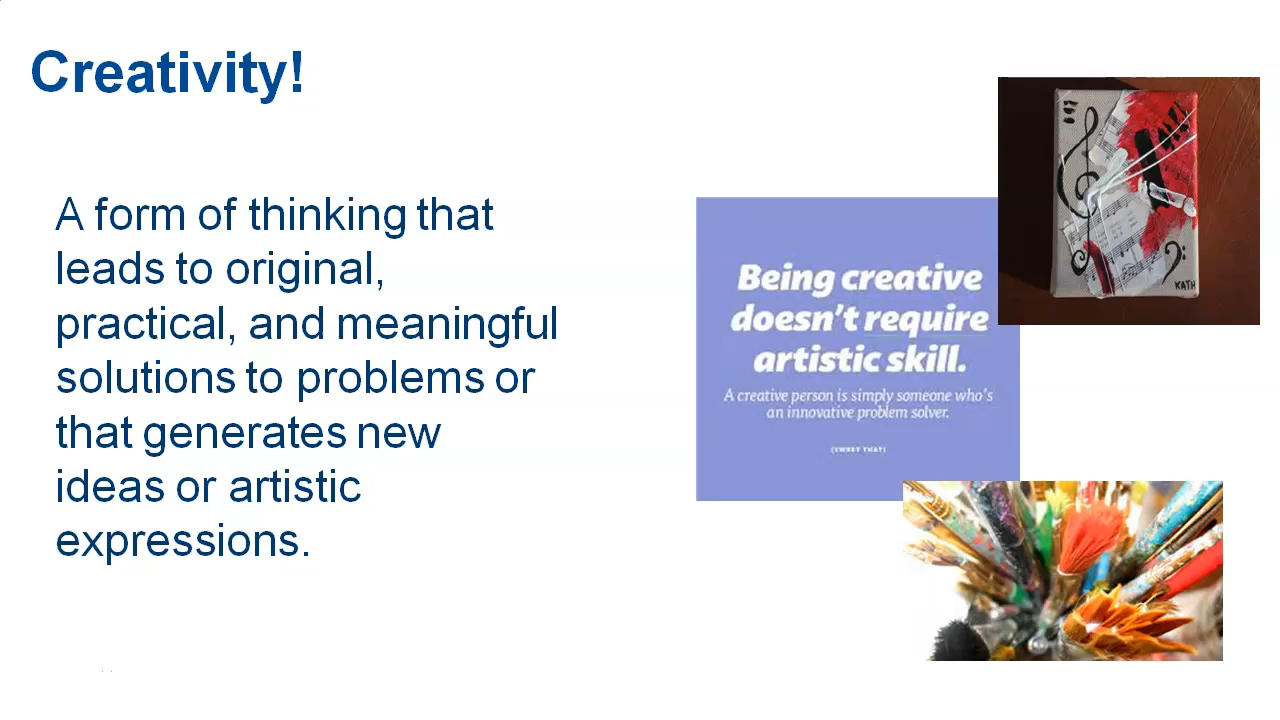 Creativity!
A form of thinking that
leads to original,
practical, and meaningful
solutions to problems or
that generates new
ideas or artistic
expressions.
Being creative
doesn't require
artistic skill.
A creative person is simply someone who's
an innovative problem solver.
(TWEET THAT)
KATH